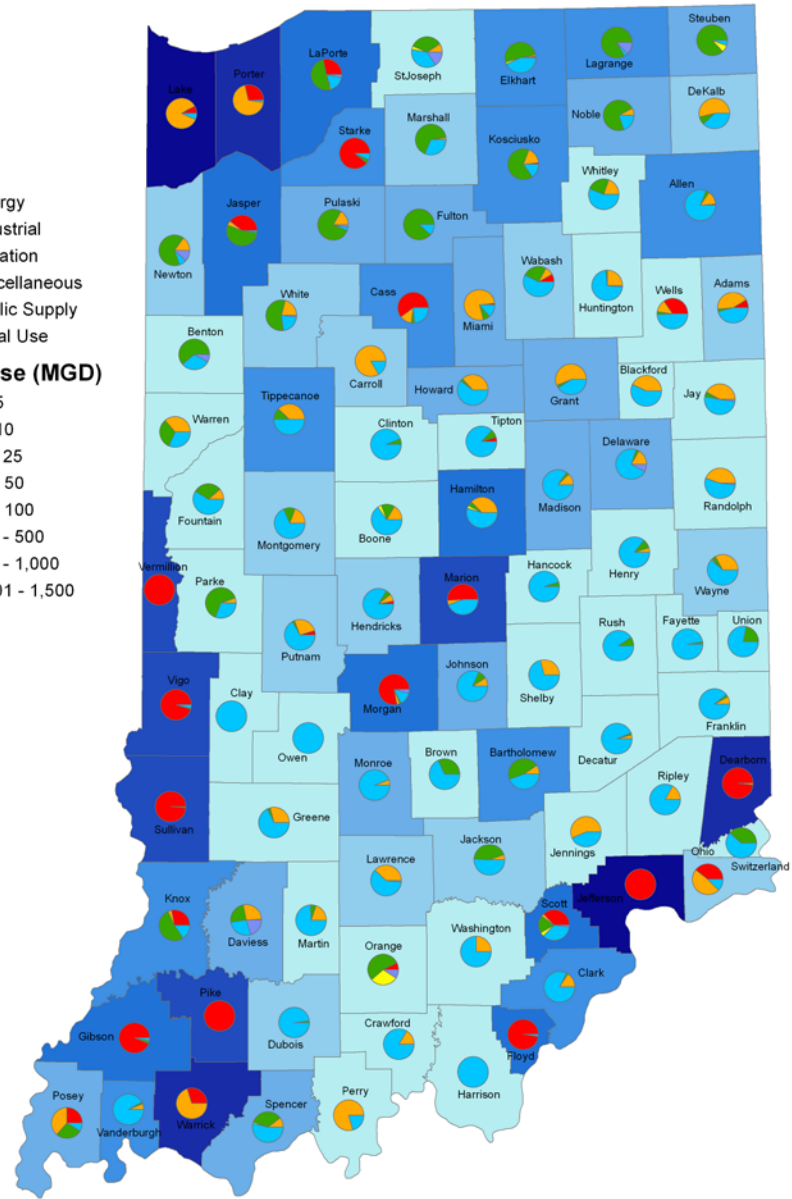 rgy
ustrial
ation
cellaneous
lic Supply
al Use
se (MGD)
5
10
25
50
100
- 500
- 1,000
01 - 1,500
Lake
Porter
LaPorte
StJoseph
Elkhart
Lagrange
Steuben
Starke
Marshall
Kosciusko
Noble
DeKalb
Whitley
Allen
Newton
Jasper
Pulaski
Fulton
Wabash
Huntington
Wells
Adams
White
Cass
Miami
Benton
Carroll
Howard
Grant
Blackford
Jay
Warren
Tippecanoe
Clinton
Tipton
Delaware
Randolph
Fountain
Montgomery
Boone
Hamilton
Madison
Henry
Wayne
Vermillion
Parke
Putnam
Hendricks
Marion
Hancock
Rush
Fayette
Union
Vigo
Clay
Owen
Morgan
Johnson
Shelby
Decatur
Franklin
Sullivan
Greene
Monroe
Brown
Bartholomew
Ripley
Dearborn
Jennings
Jackson
Lawrence
Ohio
Switzerland
Jefferson
Scott
Knox
Daviess
Martin
Orange
Washington
Clark
Gibson
Pike
Dubois
Crawford
Harrison
Floyd
Posey
Vanderburgh
Warrick
Spencer
Perry